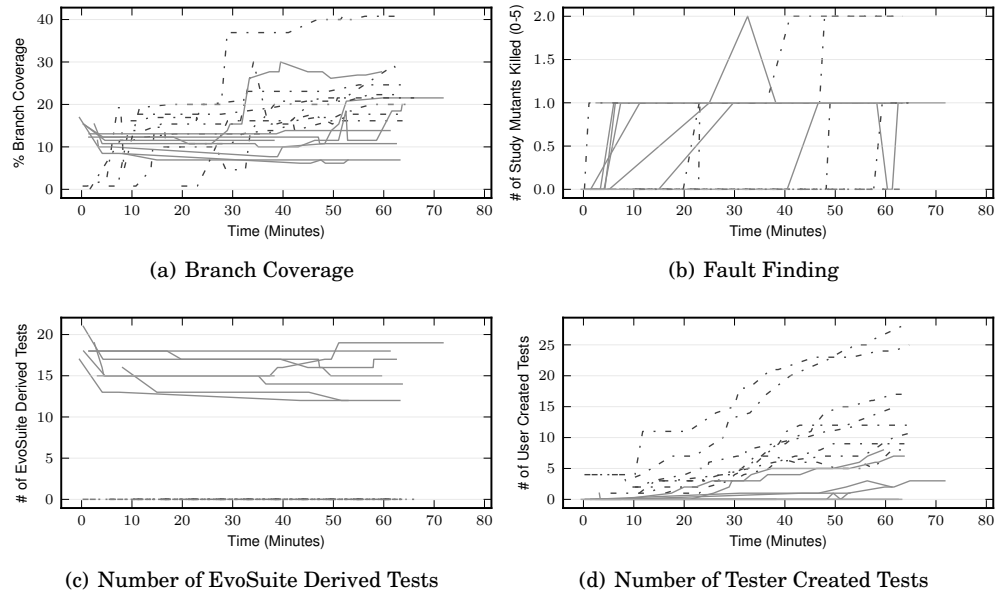 % Branch Coverage
40
30
20
10
0
0 10 20 30 40 50 60 70 80
Time (Minutes)
(a) Branch Coverage
# of Study Mutants Killed (0-5)
2.0
1.5
1.0
0.5
0.0
0 10 20 30 40 50 60 70 80
Time (Minutes)
(b) Fault Finding
# of EvoSuite Derived Tests
20
15
10
5
0
0 10 20 30 40 50 60 70 80
Time (Minutes)
(c) Number of EvoSuite Derived Tests
# of User Created Tests
25
20
15
10
5
0
0 10 20 30 40 50 60 70 80
Time (Minutes)
(d) Number of Tester Created Tests